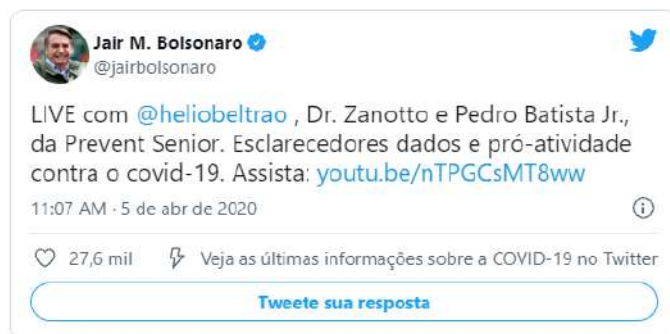 Jair M. Bolsonaro
@jairbolsonaro
LIVE com @heliobeltrao , Dr. Zanotto e Pedro Batista Jr.,
da Prevent Senior. Esclarecedores dados e pró-atividade
contra o covid-19. Assista: youtu.be/nTPGCsMT8ww
11:07 AM · 5 de abr de 2020
27,6 mil Veja as últimas informações sobre a COVID-19 no Twitter
Tweete sua resposta